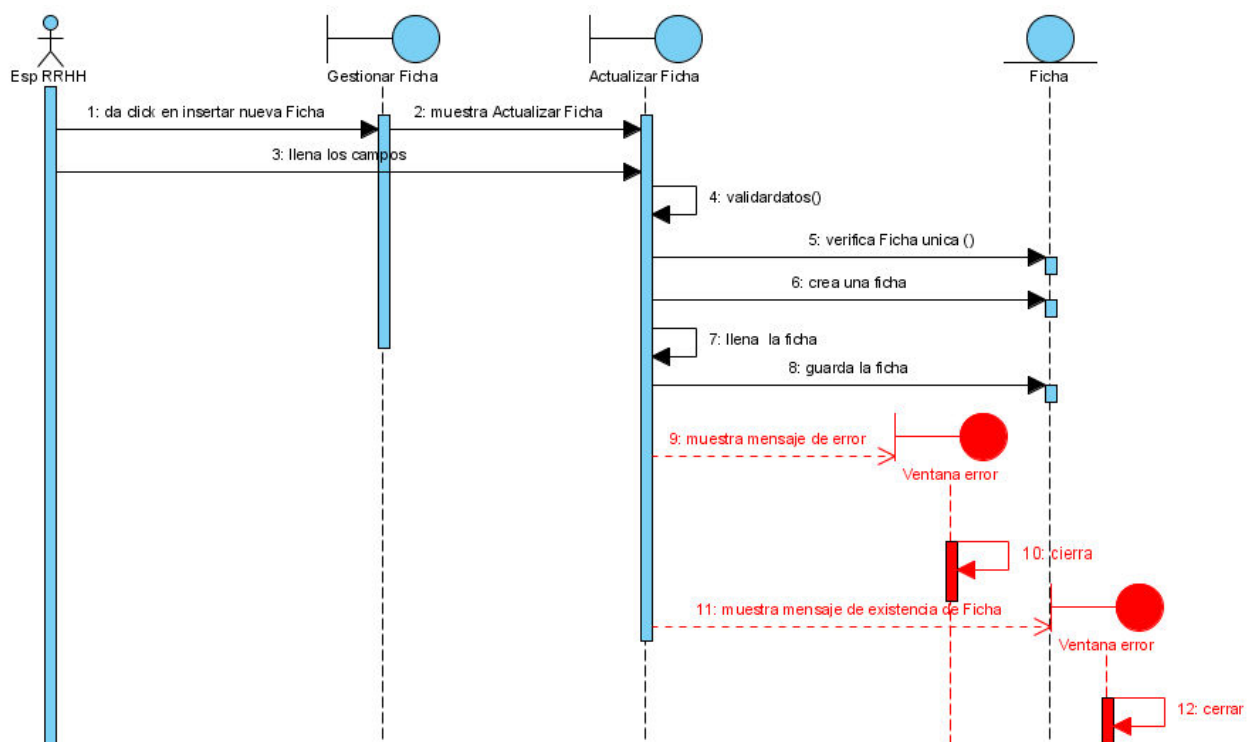 Esp RRHH
Gestionar Ficha
Actualizar Ficha
Ficha
1: da click en insertar nueva Ficha
2: muestra Actualizar Ficha
3: llena los campos
4: validardatos()
5: verifica Ficha unica ()
6: crea una ficha
7: llena la ficha
8: guarda la ficha
9: muestra mensaje de error
Ventana error
10: cierra
11: muestra mensaje de existencia de Ficha
Ventana error
12: cerrar